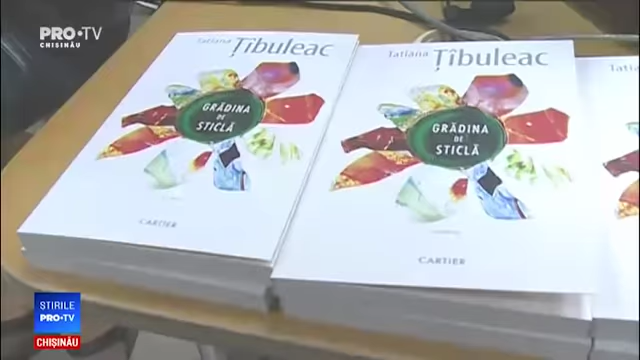 PRO•TV
CHIȘINĂU
Tatiana
Țîbuleac
GRĂDINA
DE
STICLĂ
CARTIER
Tatiana
Țîbuleac
GRĂDINA
DE
STICLĂ
CARTIER
Tatiana
ȘTIRILE
PRO•TV
CHIȘINĂU